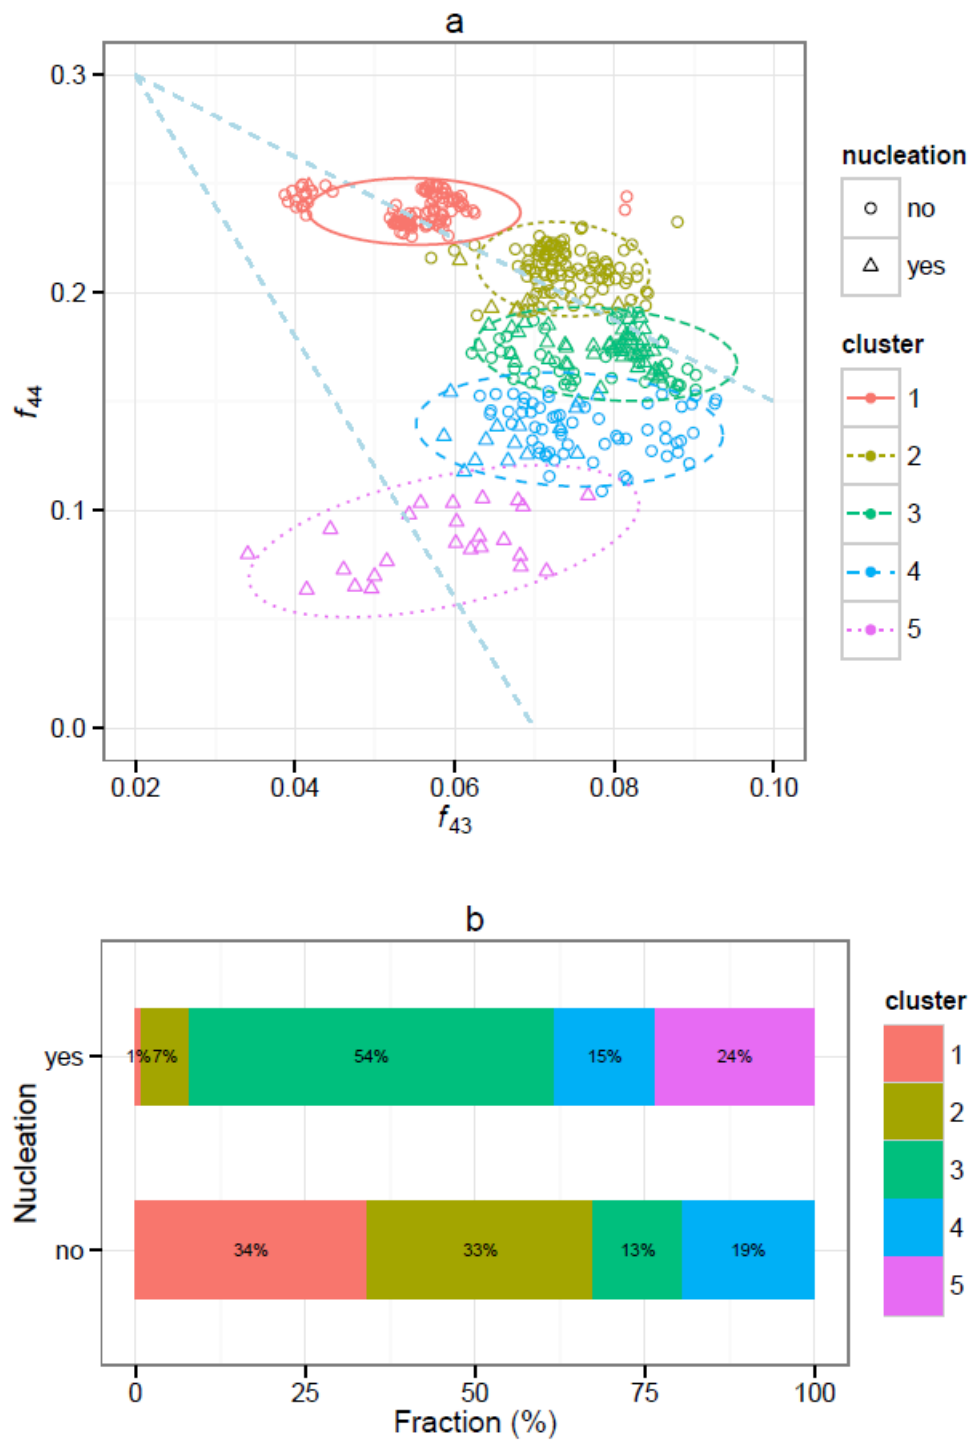 a
0.3
0.2
0.1
0.0
f44
0.02 0.04 0.06 0.08 0.10
f43
nucleation
no
yes
cluster
1
2
3
4
5
b
yes
no
Nucleation
1% 7% 54% 15% 24%
34% 33% 13% 19%
0 25 50 75 100
Fraction (%)
cluster
1
2
3
4
5